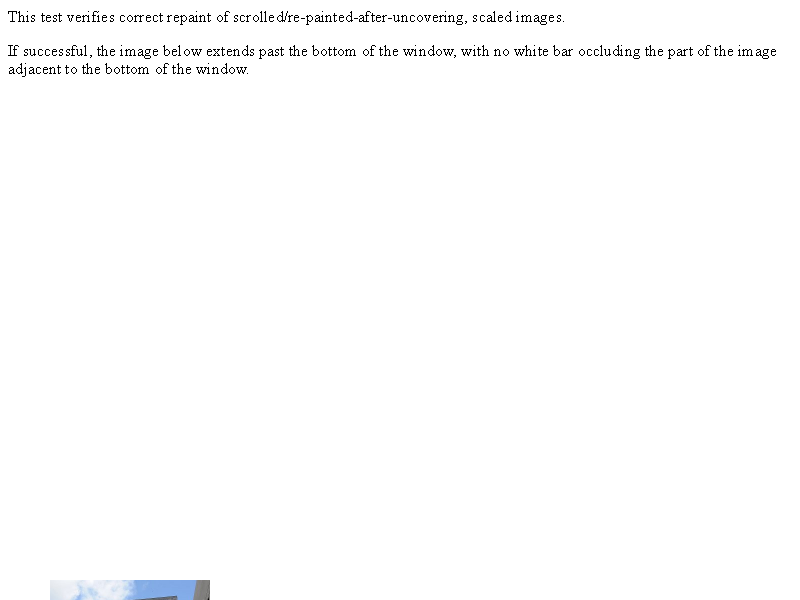 This test verifies correct repaint of scrolled/re-painted-after-uncovering, scaled images.
If successful, the image below extends past the bottom of the window, with no white bar occluding the part of the image
adjacent to the bottom of the window.